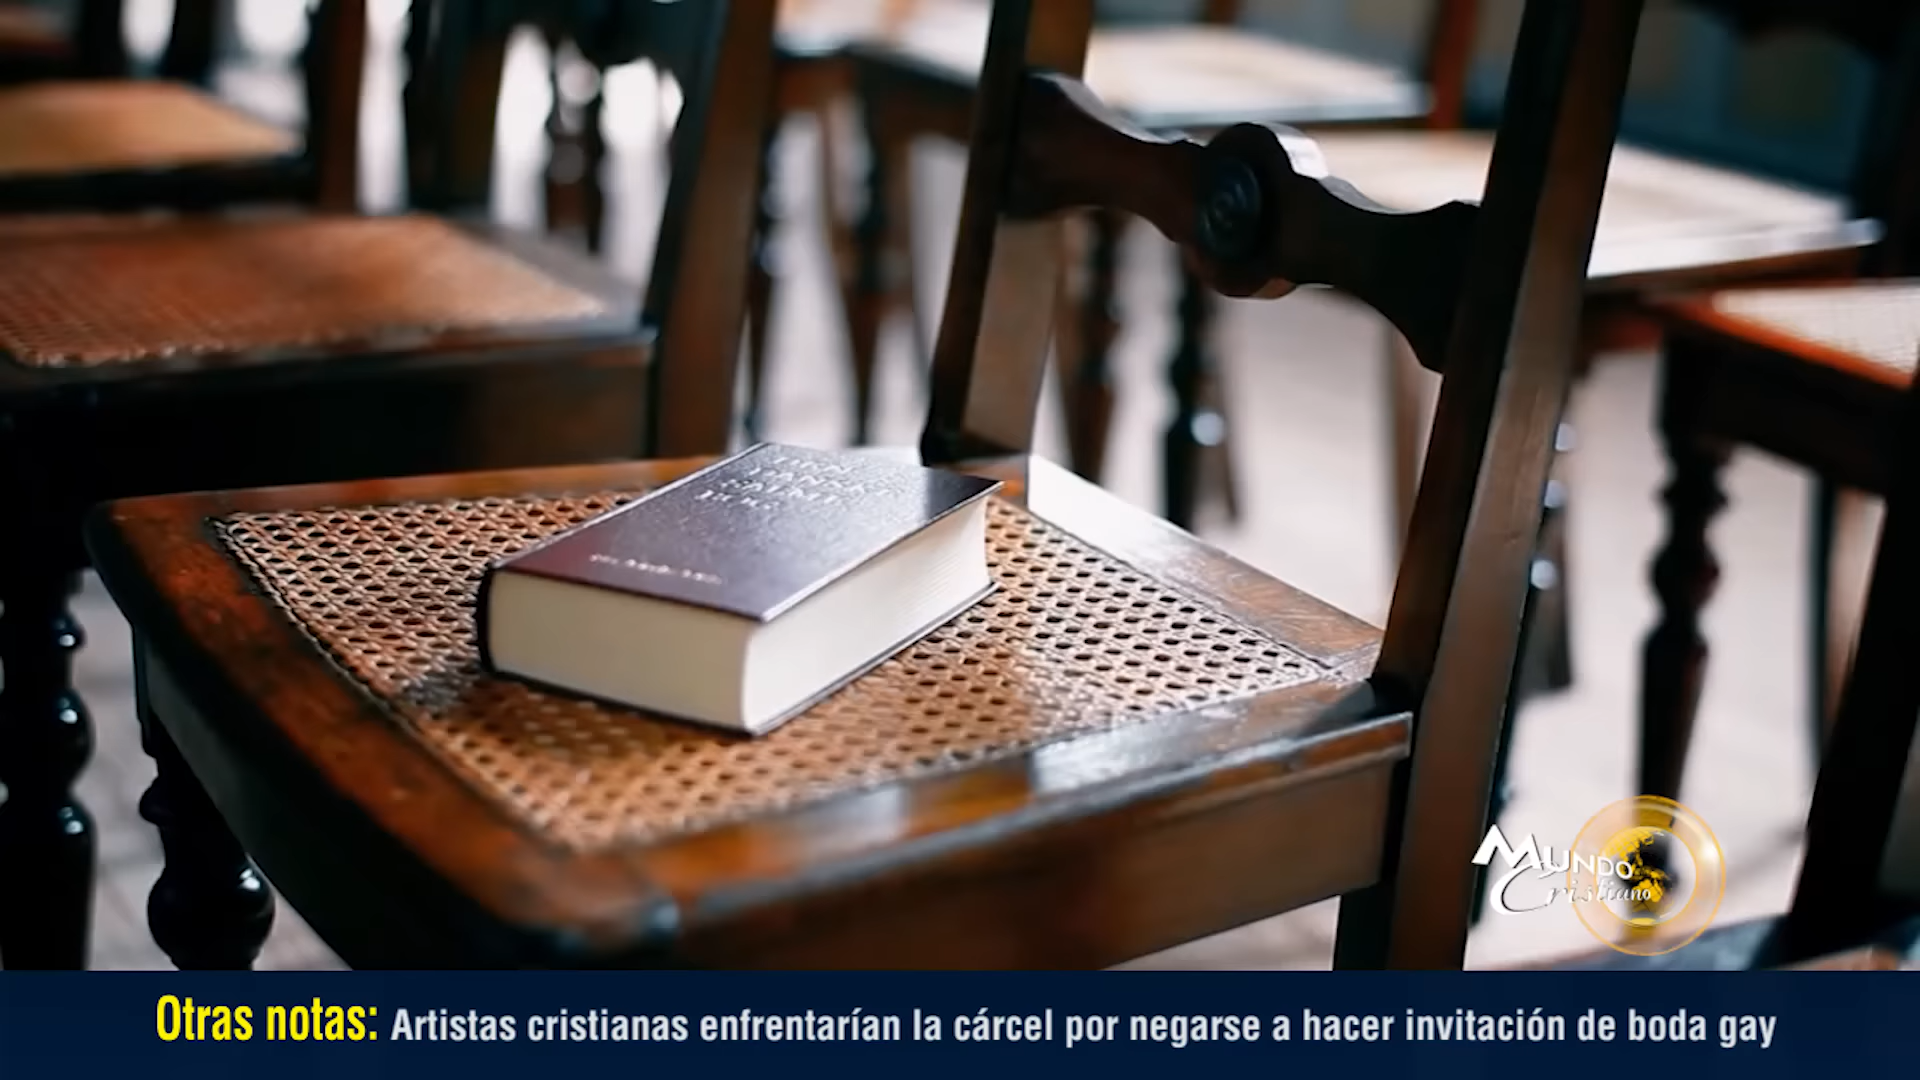 Mundo
Cristiano
Otras notas: Artistas cristianas enfrentarían la cárcel por negarse a hacer invitación de boda gay